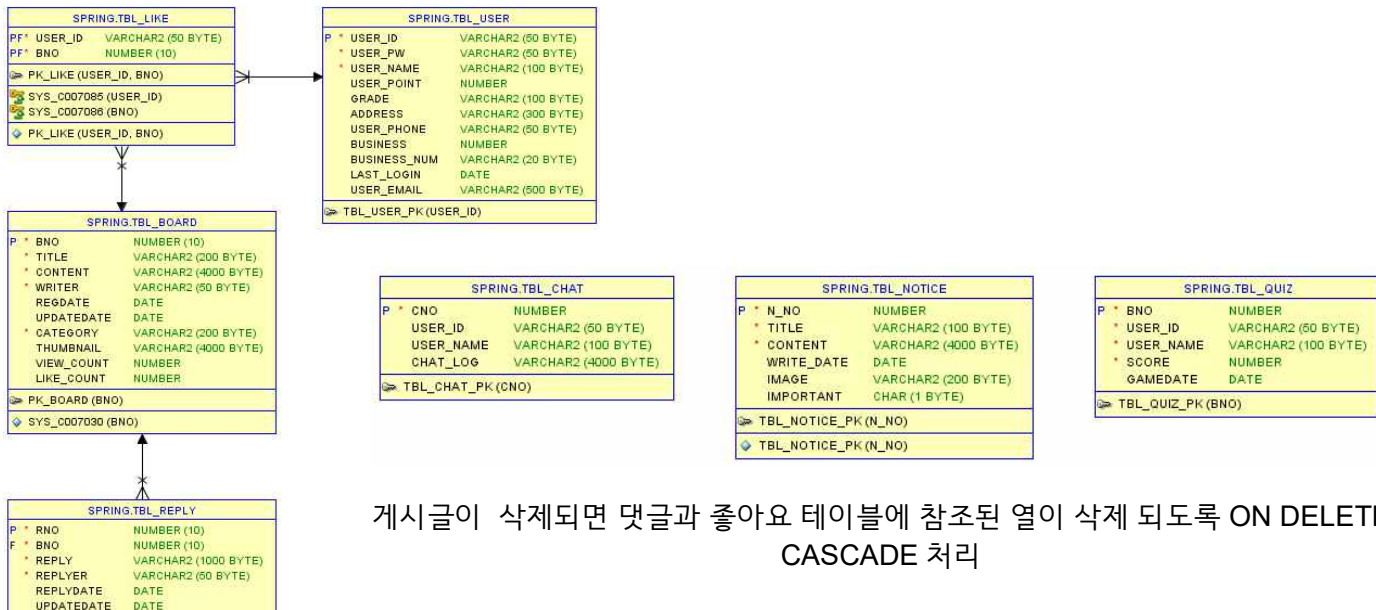 SPRING.TBL_LIKE
PF* USER_ID VARCHAR2 (50 BYTE)
PF* BNO NUMBER (10)
PK_LIKE (USER_ID, BNO)
SYS_C007085 (USER_ID)
SYS_C007086 (BNO)
PK_LIKE (USER_ID, BNO)
SPRING.TBL_USER
P * USER_ID VARCHAR2 (50 BYTE)
* USER_PW VARCHAR2 (50 BYTE)
* USER_NAME VARCHAR2 (100 BYTE)
USER_POINT NUMBER
GRADE VARCHAR2 (100 BYTE)
ADDRESS VARCHAR2 (300 BYTE)
USER_PHONE VARCHAR2 (50 BYTE)
BUSINESS NUMBER
BUSINESS_NUM VARCHAR2 (20 BYTE)
LAST_LOGIN DATE
USER_EMAIL VARCHAR2 (500 BYTE)
TBL_USER_PK (USER_ID)
SPRING.TBL_BOARD
P * BNO NUMBER (10)
* TITLE VARCHAR2 (200 BYTE)
* CONTENT VARCHAR2 (4000 BYTE)
* WRITER VARCHAR2 (50 BYTE)
REGDATE DATE
UPDATEDATE DATE
* CATEGORY VARCHAR2 (200 BYTE)
THUMBNAIL VARCHAR2 (4000 BYTE)
VIEW_COUNT NUMBER
LIKE_COUNT NUMBER
PK_BOARD (BNO)
SYS_C007030 (BNO)
SPRING.TBL_CHAT
P * CNO NUMBER
USER_ID VARCHAR2 (50 BYTE)
USER_NAME VARCHAR2 (100 BYTE)
CHAT_LOG VARCHAR2 (4000 BYTE)
TBL_CHAT_PK (CNO)
SPRING.TBL_NOTICE
P * N_NO NUMBER
* TITLE VARCHAR2 (100 BYTE)
* CONTENT VARCHAR2 (4000 BYTE)
WRITE_DATE DATE
IMAGE VARCHAR2 (200 BYTE)
IMPORTANT CHAR (1 BYTE)
TBL_NOTICE_PK (N_NO)
TBL_NOTICE_PK (N_NO)
SPRING.TBL_QUIZ
P * BNO NUMBER
* USER_ID VARCHAR2 (50 BYTE)
* USER_NAME VARCHAR2 (100 BYTE)
* SCORE NUMBER
GAMEDATE DATE
TBL_QUIZ_PK (BNO)
SPRING.TBL_REPLY
P * RNO NUMBER (10)
F * BNO NUMBER (10)
* REPLY VARCHAR2 (1000 BYTE)
* REPLYER VARCHAR2 (50 BYTE)
REPLYDATE DATE
UPDATEDATE DATE
게시글이 삭제되면 댓글과 좋아요 테이블에 참조된 열이 삭제 되도록 ON
CASCADE 처리